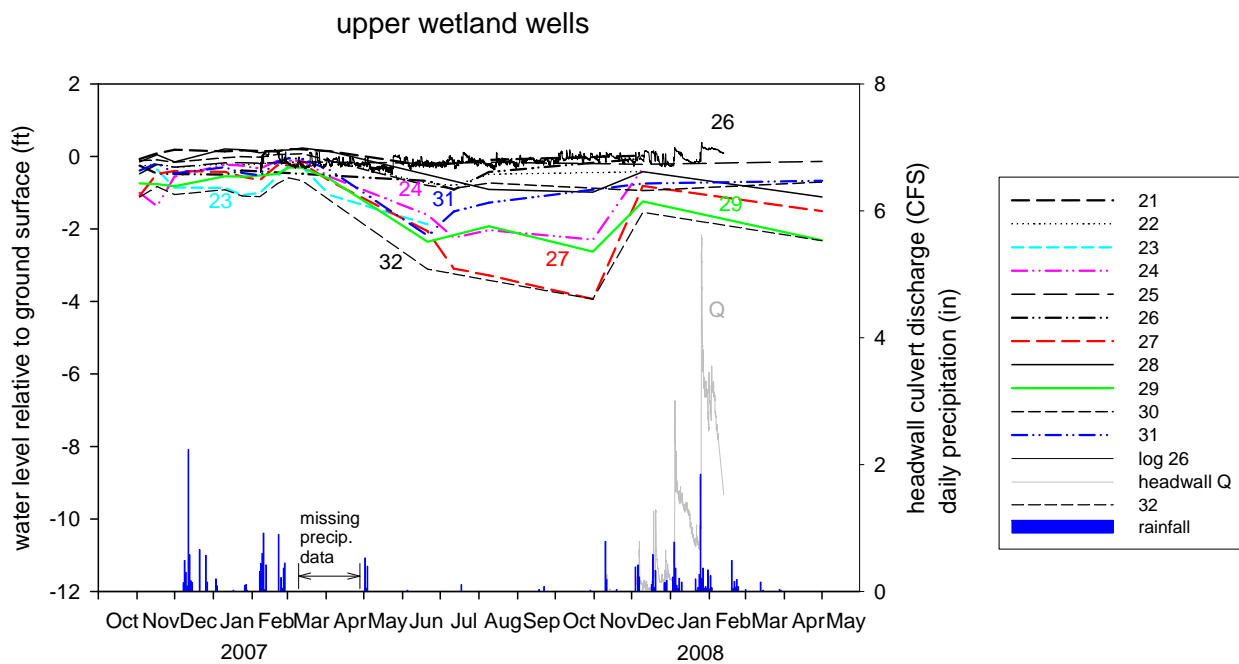 upper wetland wells
water level relative to ground surface (ft)
2
0
-2
-4
-6
-8
-10
-12
8
6
4
2
0
headwall culvert discharge (CFS)
daily precipitation (in)
26
24
23
31
29
27
32
Q
missing
precip.
data
Oct Nov Dec Jan Feb Mar Apr May Jun Jul Aug Sep Oct Nov Dec Jan Feb Mar Apr May
2007 2008
21
22
23
24
25
26
27
28
29
30
31
log 26
headwall Q
32
rainfall